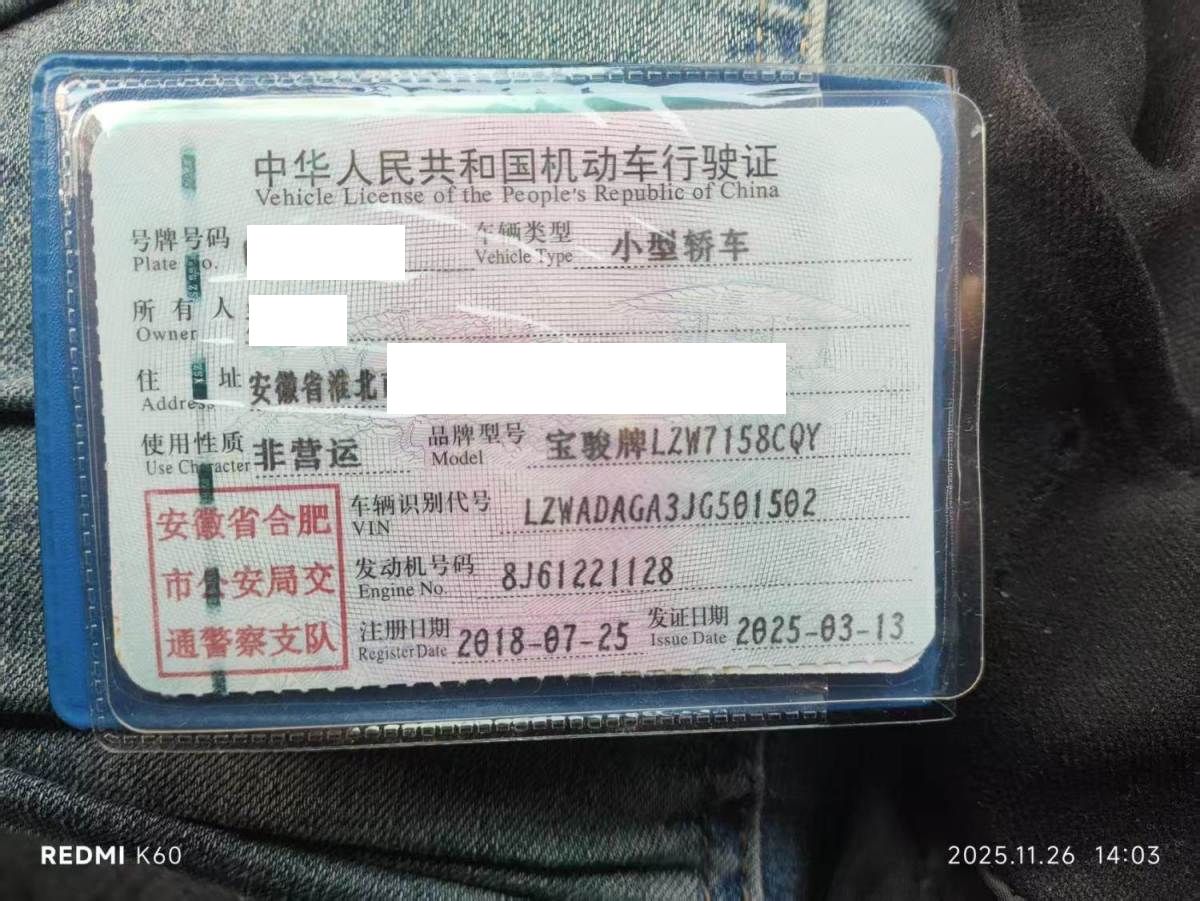 中华人民共和国机动车行驶证
Vehicle License of the People's Republic of China
号牌号码 车辆类型 小型轿车
Plate No. Vehicle Type
所有人
Owner
住址 安徽省淮北
Address
使用性质 非营运 品牌型号 宝骏牌LZW7158CQY
Use Character Model
车辆识别代号 LZWADAGA3JG501502
VIN
安徽省合肥
市公安局交
通警察支队
发动机号码 8J61221128
Engine No.
注册日期 2018-07-25 发证日期 2025-03-13
Register Date Issue Date
REDMI K60
2025.11.26 14:03